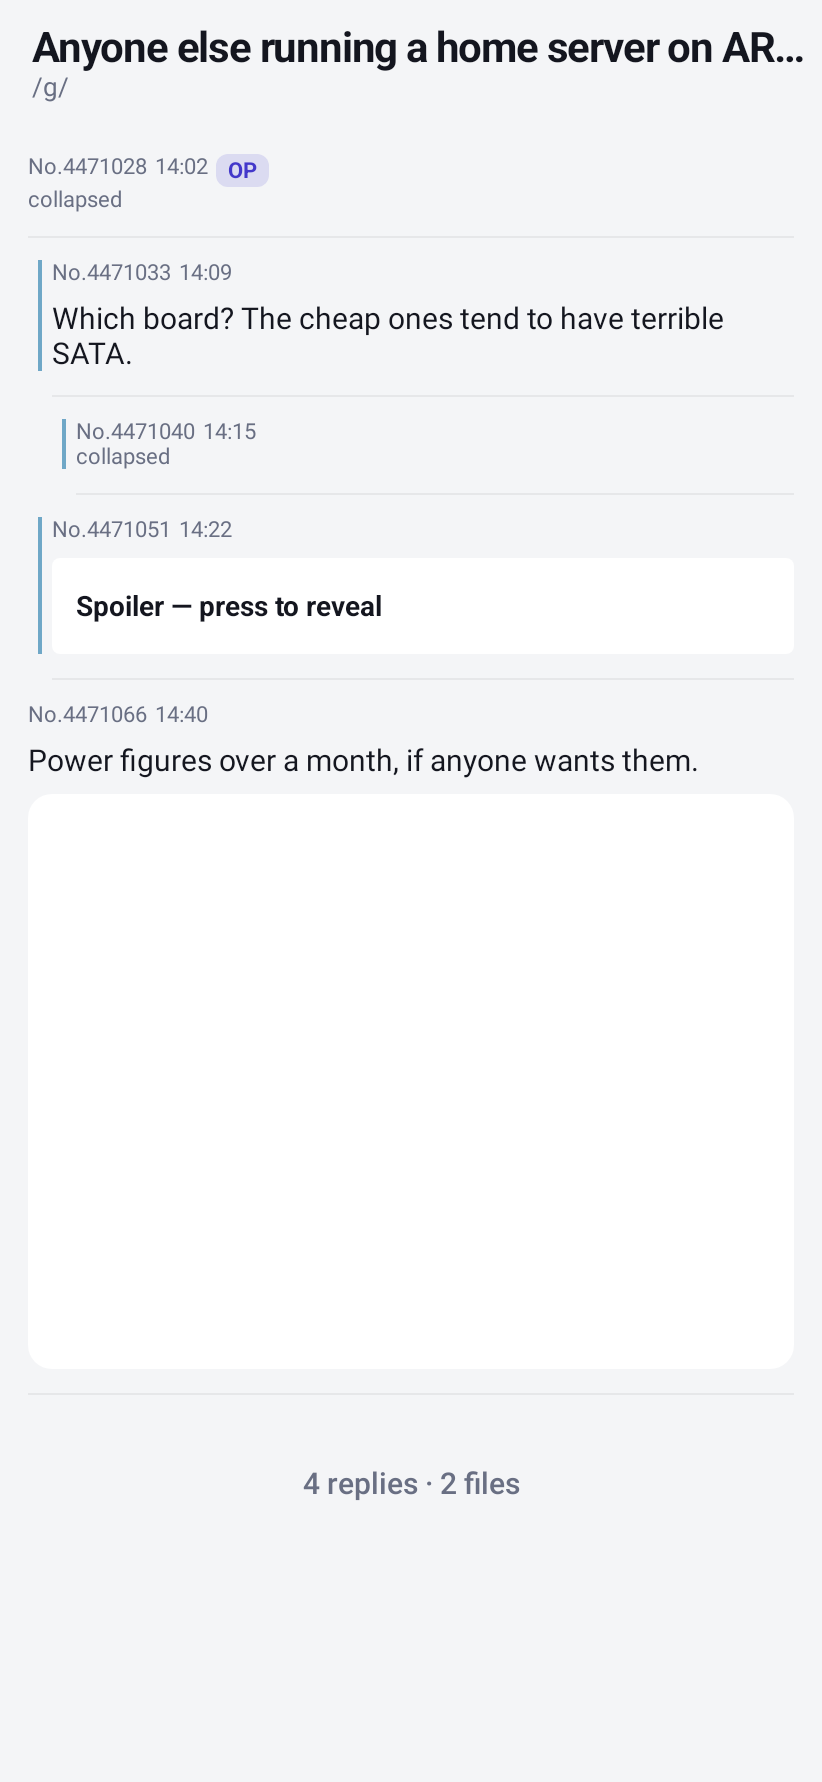 Anyone else running a home server on AR...
/g/
No.4471028 14:02 OP
collapsed
No.4471033 14:09
Which board? The cheap ones tend to have terrible
SATA.
No.4471040 14:15
collapsed
No.4471051 14:22
Spoiler — press to reveal
No.4471066 14:40
Power figures over a month, if anyone wants them.
4 replies · 2 files